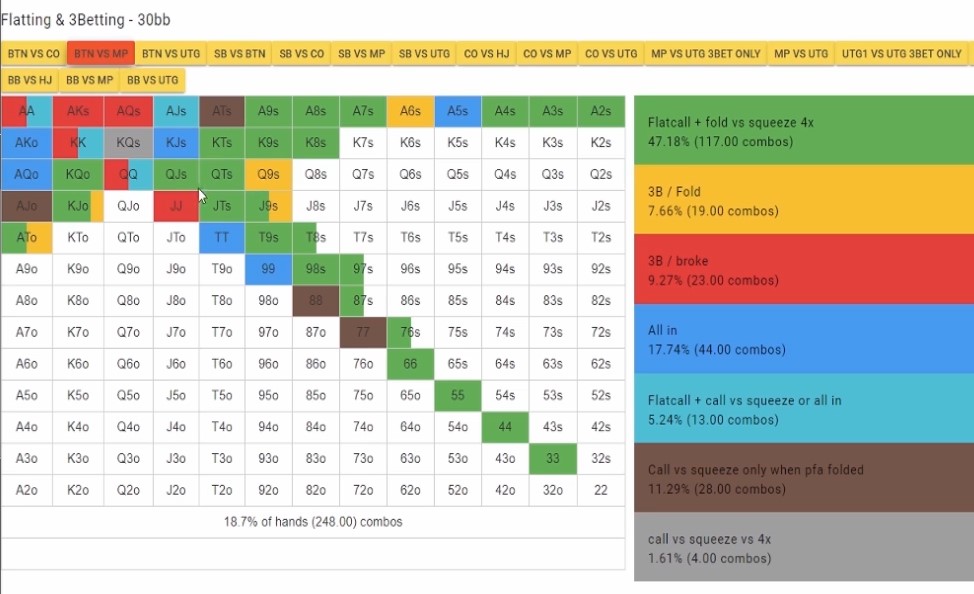 Flatting & 3Betting - 30bb
BTN VS CO BTN VS MP BTN VS UTG SB VS BTN SB VS CO SB VS MP SB VS UTG CO VS HJ CO VS MP CO VS UTG MP VS UTG 3BET ONLY MP VS UTG UTG1 VS UTG 3BET ONLY
BB VS HJ BB VS MP BB VS UTG
AA AKs AQs AJs ATs A9s A8s A7s A6s A5s A4s A3s A2s
AKo KK KQs KJs KTs K9s K8s K7s K6s K5s K4s K3s K2s
AQo KQo QQ QJs QTs Q9s Q8s Q7s Q6s Q5s Q4s Q3s Q2s
AJo KJo QJo JJ JTs J9s J8s J7s J6s J5s J4s J3s J2s
ATo KTo QTo JTo TT T9s T8s T7s T6s T5s T4s T3s T2s
A9o K9o Q9o J9o T9o 99 98s 97s 96s 95s 94s 93s 92s
A8o K8o Q8o J8o T8o 98o 88 87s 86s 85s 84s 83s 82s
A7o K7o Q7o J7o T7o 97o 87o 77 76s 75s 74s 73s 72s
A6o K6o Q6o J6o T6o 96o 86o 76o 66 65s 64s 63s 62s
A5o K5o Q5o J5o T5o 95o 85o 75o 65o 55 54s 53s 52s
A4o K4o Q4o J4o T4o 94o 84o 74o 64o 54o 44 43s 42s
A3o K3o Q3o J3o T3o 93o 83o 73o 63o 53o 43o 33 32s
A2o K2o Q2o J2o T2o 92o 82o 72o 62o 52o 42o 32o 22
18.7% of hands (248.00) combos
Flatcall + fold vs squeeze 4x
47.18% (117.00 combos)
3B / Fold
7.66% (19.00 combos)
3B / broke
9.27% (23.00 combos)
All in
17.74% (44.00 combos)
Flatcall + call vs squeeze or all in
5.24% (13.00 combos)
Call vs squeeze only when pfa folded
11.29% (28.00 combos)
call vs squeeze vs 4x
1.61% (4.00 combos)